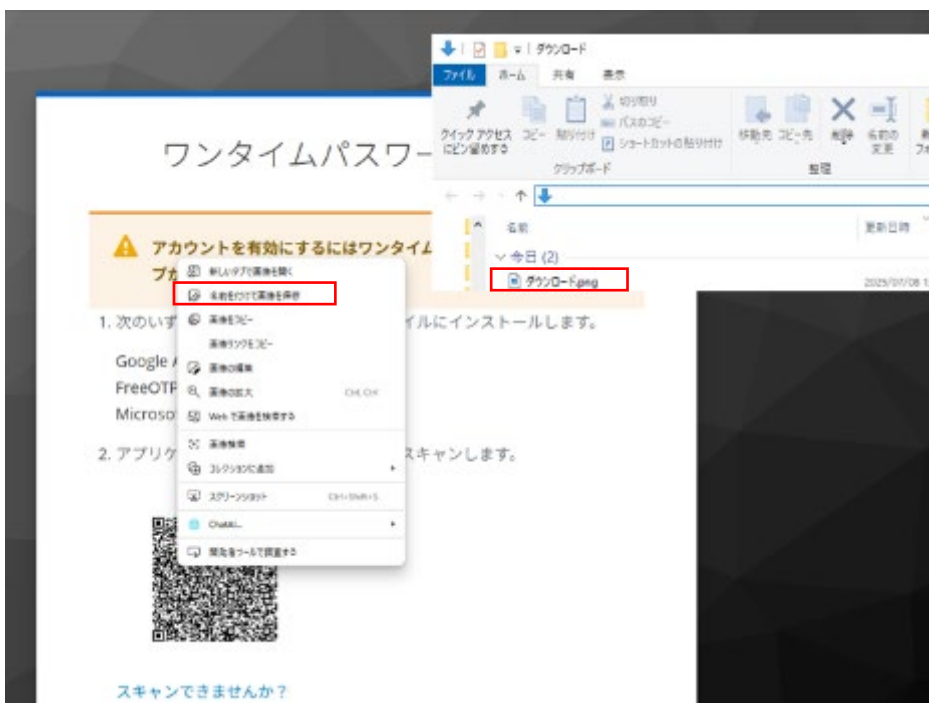 ダウンロード
ファイル ホーム 共有 表示
クイック アクセス
にピン留めする
コピー 貼り付け
切り取り
パスのコピー
ショートカットの貼り付け
移動先 コピー先 削除 名前の
変更
クリップボード
整理
名前 更新日時
今日 (2)
ダウンロード.png
2025/07/08 1
ワンタイムパスワー
アカウントを有効にするにはワンタイム
プ
新しいタブで画像を開く
名前を付けて画像を保存
画像をコピー
画像リンクをコピー
画像の編集
画像の拡大
Web で画像を検索する
画像検索
コレクションに追加
スクリーンショット Ctrl+Shift+S
開発者ツールで調査する
1. 次のいず イルにインストールします。
Google A
FreeOTP
Microso
2. アプリケ スキャンします。
スキャンできませんか？